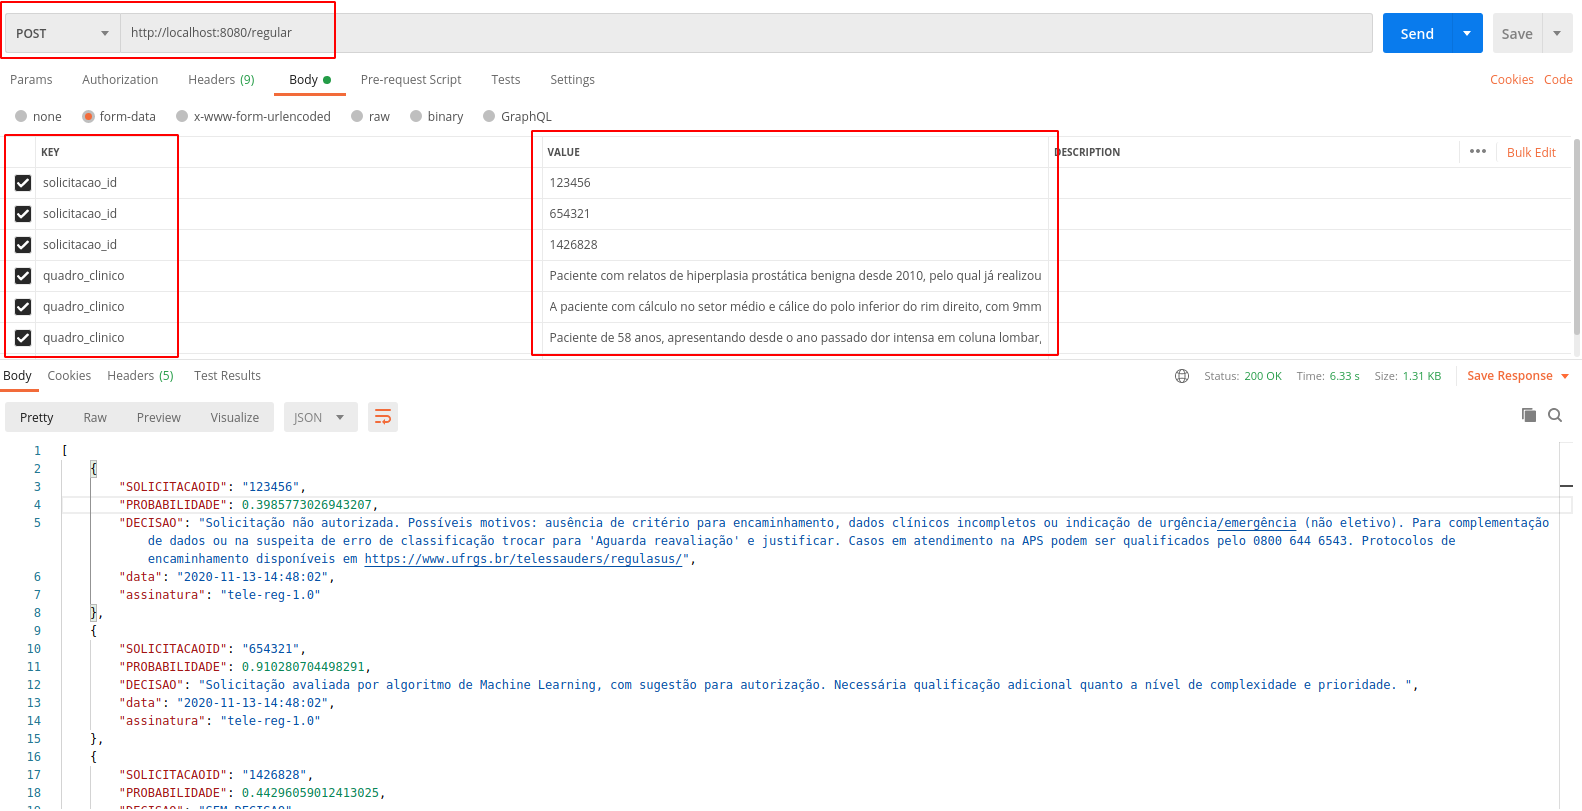 POST http://localhost:8080/regular Send Save
Params Authorization Headers (9) Body Pre-request Script Tests Settings Cookies Code
none form-data x-www-form-urlencoded raw binary GraphQL
KEY VALUE DESCRIPTION ••• Bulk Edit
solicitacao_id 123456
solicitacao_id 654321
solicitacao_id 1426828
quadro_clinico Paciente com relatos de hiperplasia prostática benigna desde 2010, pelo qual já realizou
quadro_clinico A paciente com cálculo no setor médio e cálice do polo inferior do rim direito, com 9mm
quadro_clinico Paciente de 58 anos, apresentando desde o ano passado dor intensa em coluna lombar,
Body Cookies Headers (5) Test Results Status: 200 OK Time: 6.33 s Size: 1.31 KB Save Response
Pretty Raw Preview Visualize JSON
1 [
2 {
3 "SOLICITACAOID": "123456",
4 "PROBABILIDADE": 0.3985773026943207,
5 "DECISAO": "Solicitação não autorizada. Possíveis motivos: ausência de critério para encaminhamento, dados clínicos incompletos ou indicação de urgência/emergência (não eletivo). Para complementação
de dados ou na suspeita de erro de classificação trocar para 'Aguarda reavaliação' e justificar. Casos em atendimento na APS podem ser qualificados pelo 0800 644 6543. Protocolos de
encaminhamento disponíveis em https://www.ufrgs.br/telessauders/regulasus/",
6 "data": "2020-11-13-14:48:02",
7 "assinatura": "tele-reg-1.0"
8 },
9 {
10 "SOLICITACAOID": "654321",
11 "PROBABILIDADE": 0.910280704498291,
12 "DECISAO": "Solicitação avaliada por algoritmo de Machine Learning, com sugestão para autorização. Necessária qualificação adicional quanto a nível de complexidade e prioridade. ",
13 "data": "2020-11-13-14:48:02",
14 "assinatura": "tele-reg-1.0"
15 },
16 {
17 "SOLICITACAOID": "1426828",
18 "PROBABILIDADE": 0.44296059012413025,
19 "DECISAO": "SEM DECISAO",